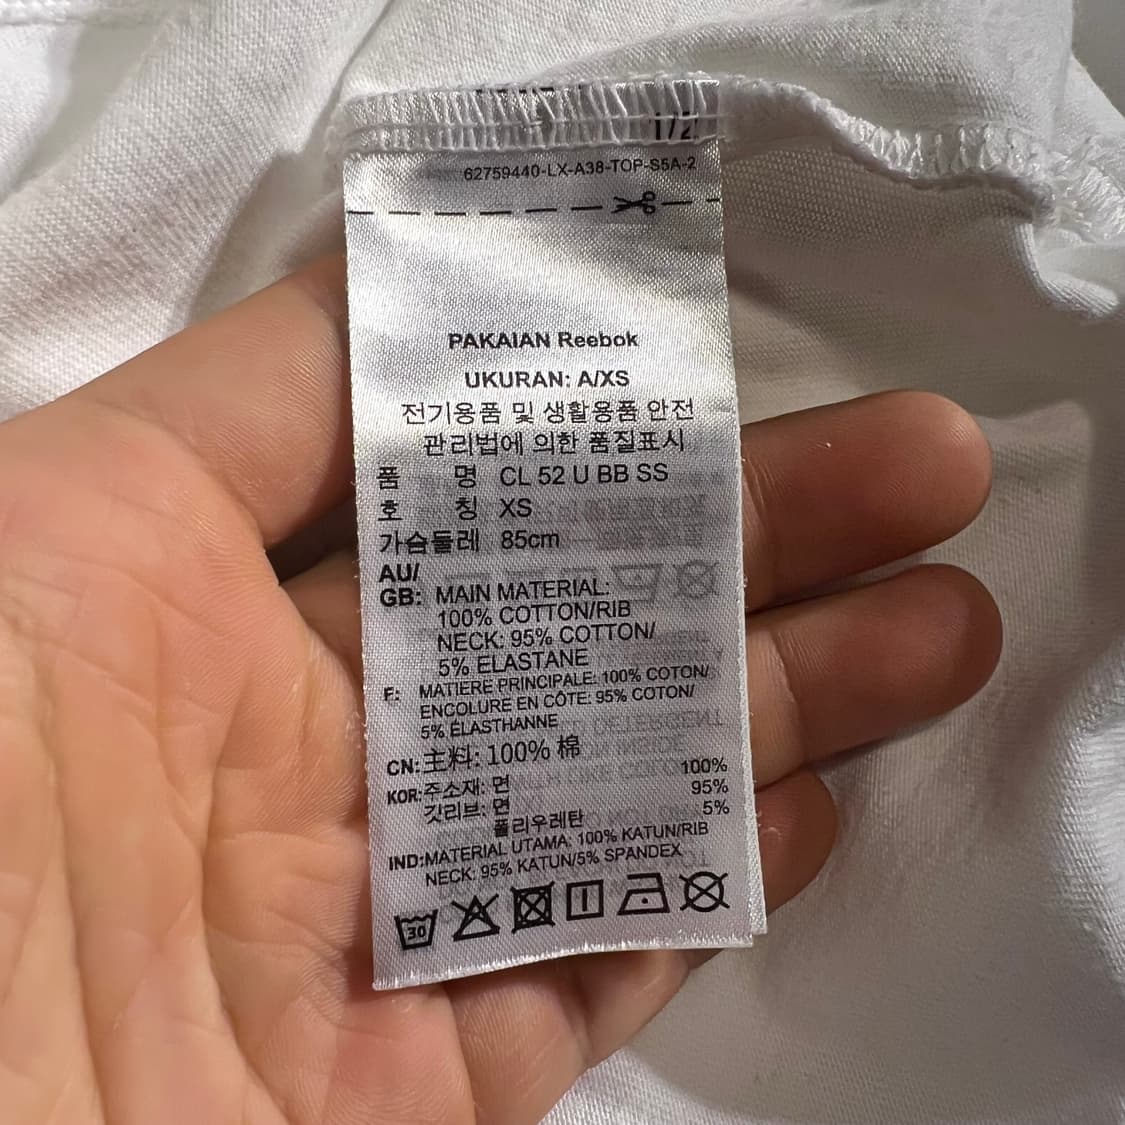 1/2
62759440-LX-A38-TOP-S5A-2
PAKAIAN Reebok
UKURAN: A/XS
전기용품 및 생활용품 안전
관리법에 의한 품질표시
품 명 CL 52 U BB SS
호 칭 XS
가슴둘레 85cm
AU/
GB: MAIN MATERIAL:
100% COTTON/RIB
NECK: 95% COTTON/
5% ELASTANE
F: MATIÈRE PRINCIPALE: 100% COTON/
ENCOLURE EN CÔTE: 95% COTON/
5% ÉLASTHANNE
CN: 主料: 100% 棉
KOR: 주소재: 면 100%
깃리브: 면 95%
폴리우레탄 5%
IND: MATERIAL UTAMA: 100% KATUN/RIB
NECK: 95% KATUN/5% SPANDEX
30